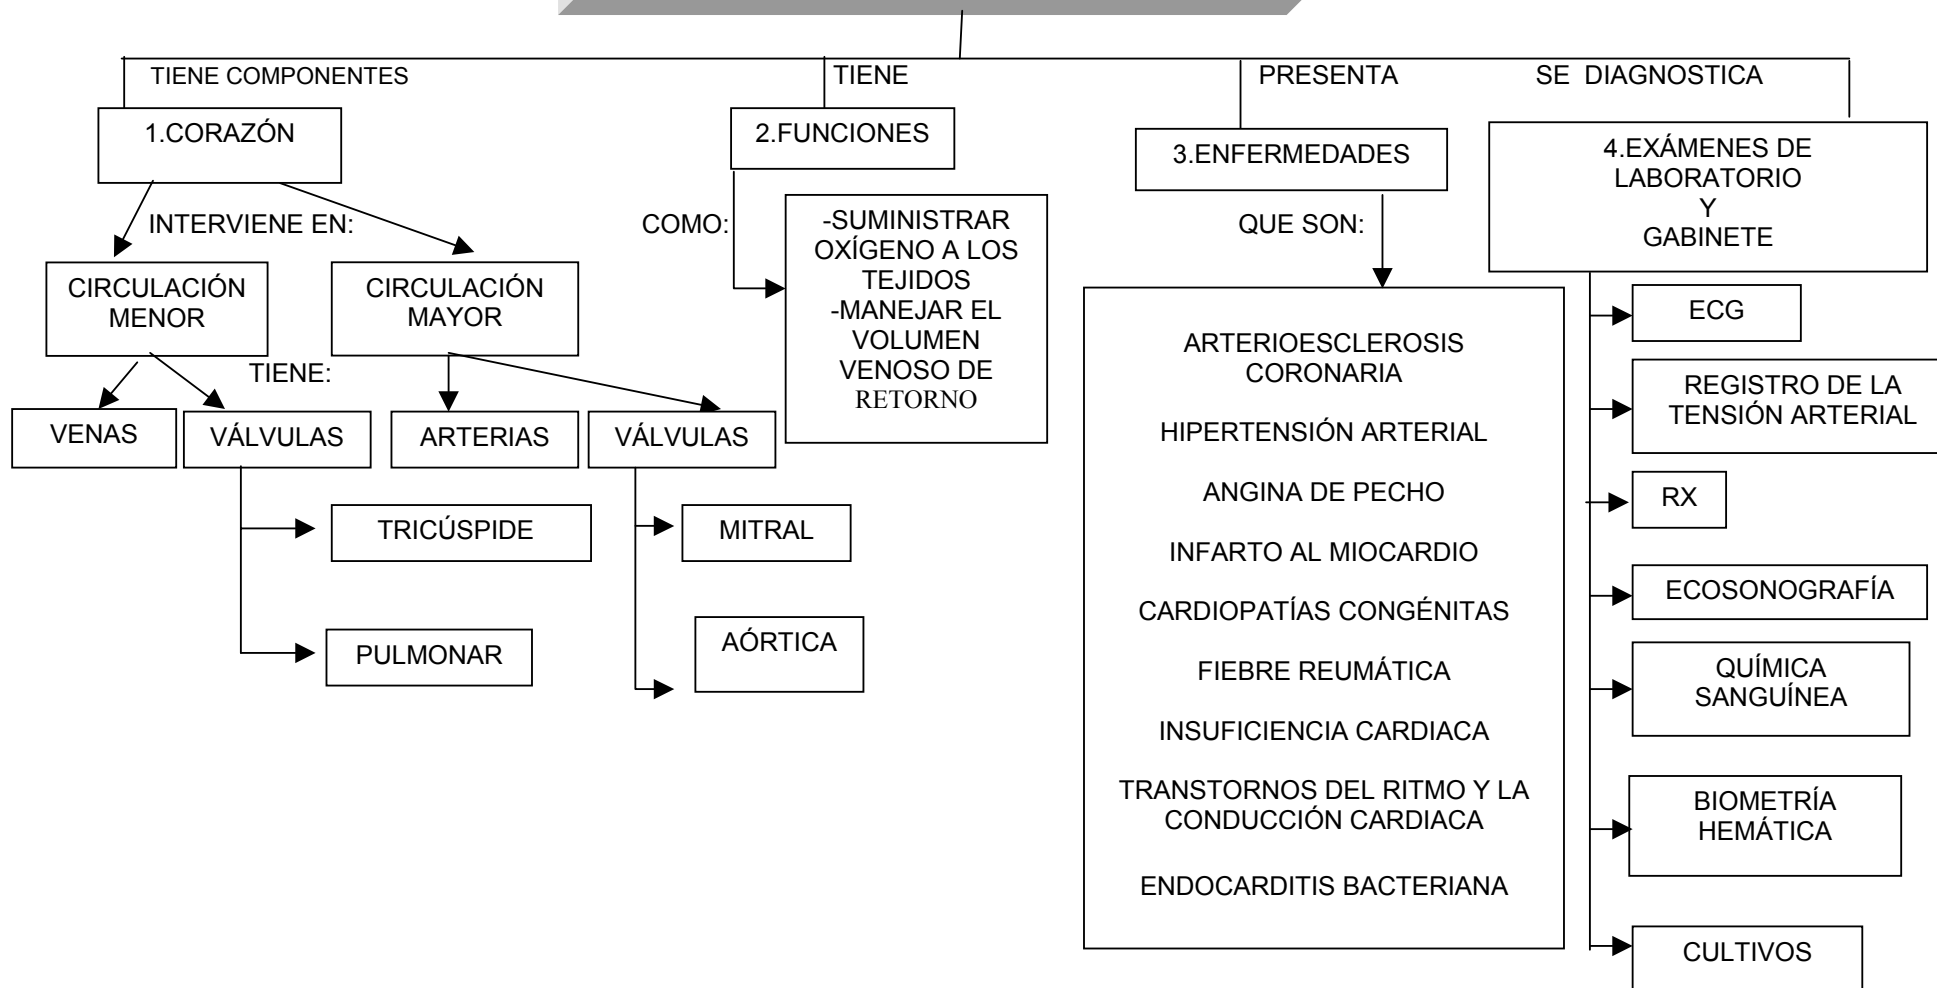 TIENE COMPONENTES
TIENE
PRESENTA
SE DIAGNOSTICA
1.CORAZÓN
2.FUNCIONES
3.ENFERMEDADES
4.EXÁMENES DE
LABORATORIO
Y
GABINETE
INTERVIENE EN:
COMO:
QUE SON:
CIRCULACIÓN
MENOR
CIRCULACIÓN
MAYOR
TIENE:
VENAS
VÁLVULAS
ARTERIAS
VÁLVULAS
TRICÚSPIDE
PULMONAR
MITRAL
AÓRTICA
-SUMINISTRAR
OXÍGENO A LOS
TEJIDOS
-MANEJAR EL
VOLUMEN
VENOSO DE
RETORNO
ARTERIOESCLEROSIS
CORONARIA
HIPERTENSIÓN ARTERIAL
ANGINA DE PECHO
INFARTO AL MIOCARDIO
CARDIOPATÍAS CONGÉNITAS
FIEBRE REUMÁTICA
INSUFICIENCIA CARDIACA
TRANSTORNOS DEL RITMO Y LA
CONDUCCIÓN CARDIACA
ENDOCARDITIS BACTERIANA
ECG
REGISTRO DE LA
TENSIÓN ARTERIAL
RX
ECOSONOGRAFÍA
QUÍMICA
SANGUÍNEA
BIOMETRÍA
HEMÁTICA
CULTIVOS